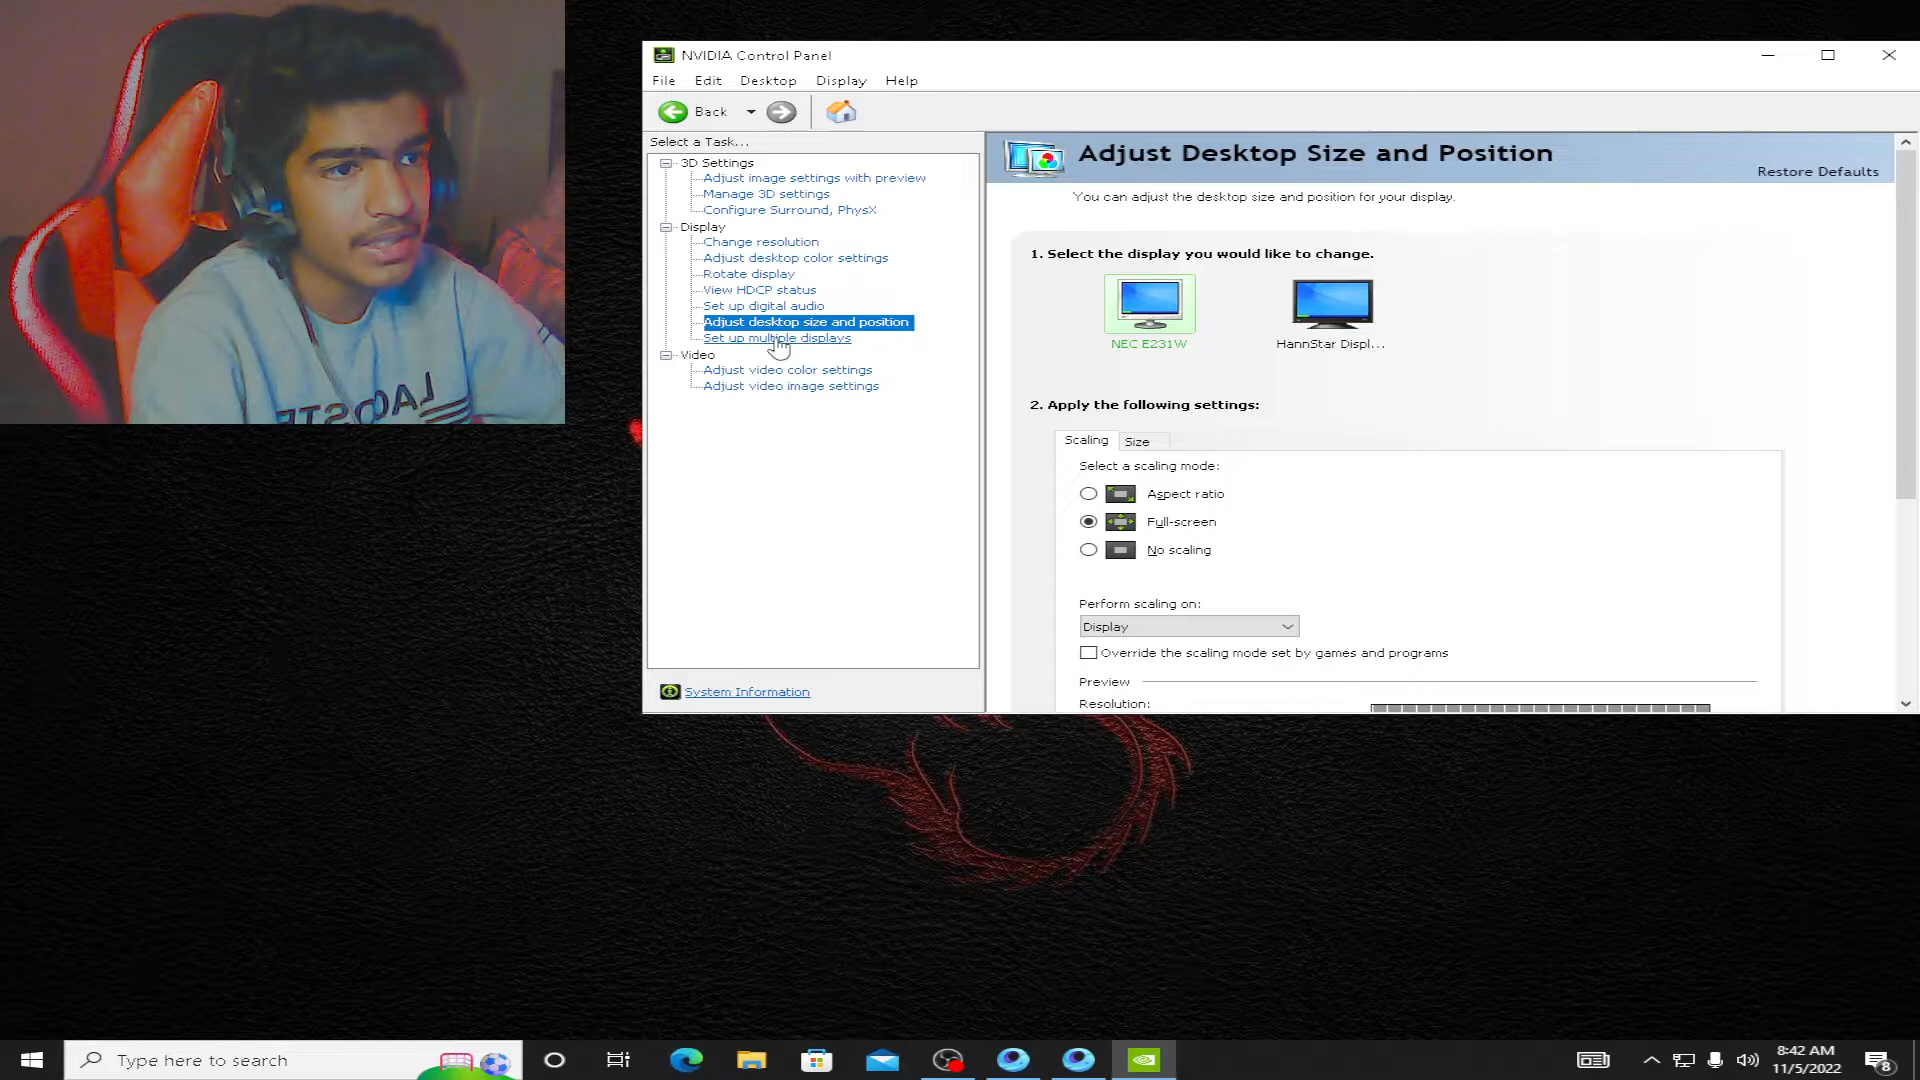 LACOSTE
NVIDIA Control Panel
File Edit Desktop Display Help
Back
Select a Task...
3D Settings
Adjust image settings with preview
Manage 3D settings
Configure Surround, PhysX
Display
Change resolution
Adjust desktop color settings
Rotate display
View HDCP status
Set up digital audio
Adjust desktop size and position
Set up multiple displays
Video
Adjust video color settings
Adjust video image settings
System Information
Adjust Desktop Size and Position
Restore Defaults
You can adjust the desktop size and position for your display.
1. Select the display you would like to change.
NEC E231W HannStar Displ...
2. Apply the following settings:
Scaling Size
Select a scaling mode:
Aspect ratio
Full-screen
No scaling
Perform scaling on:
Display
Override the scaling mode set by games and programs
Preview
Resolution:
Type here to search
8:42 AM
11/5/2022
8